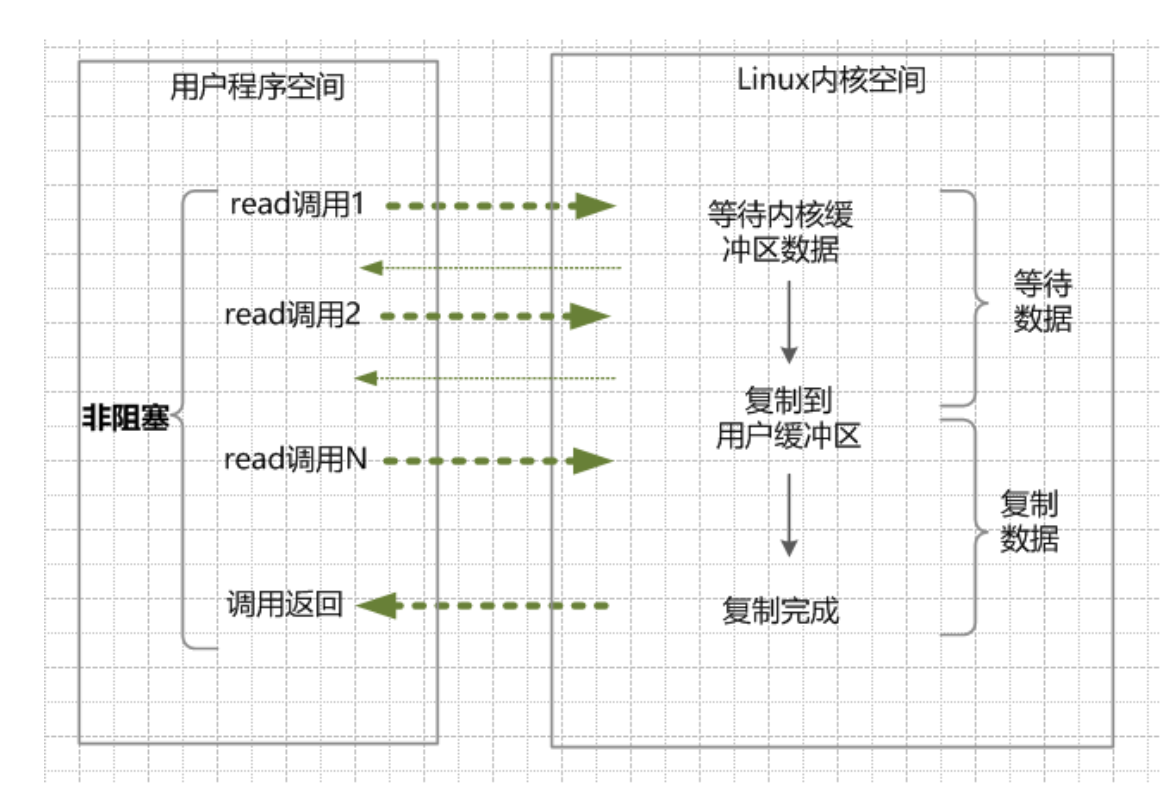 用户程序空间
Linux内核空间
read调用1
等待内核缓
冲区数据
等待
数据
read调用2
复制到
用户缓冲区
非阻塞
read调用N
复制
数据
调用返回
复制完成